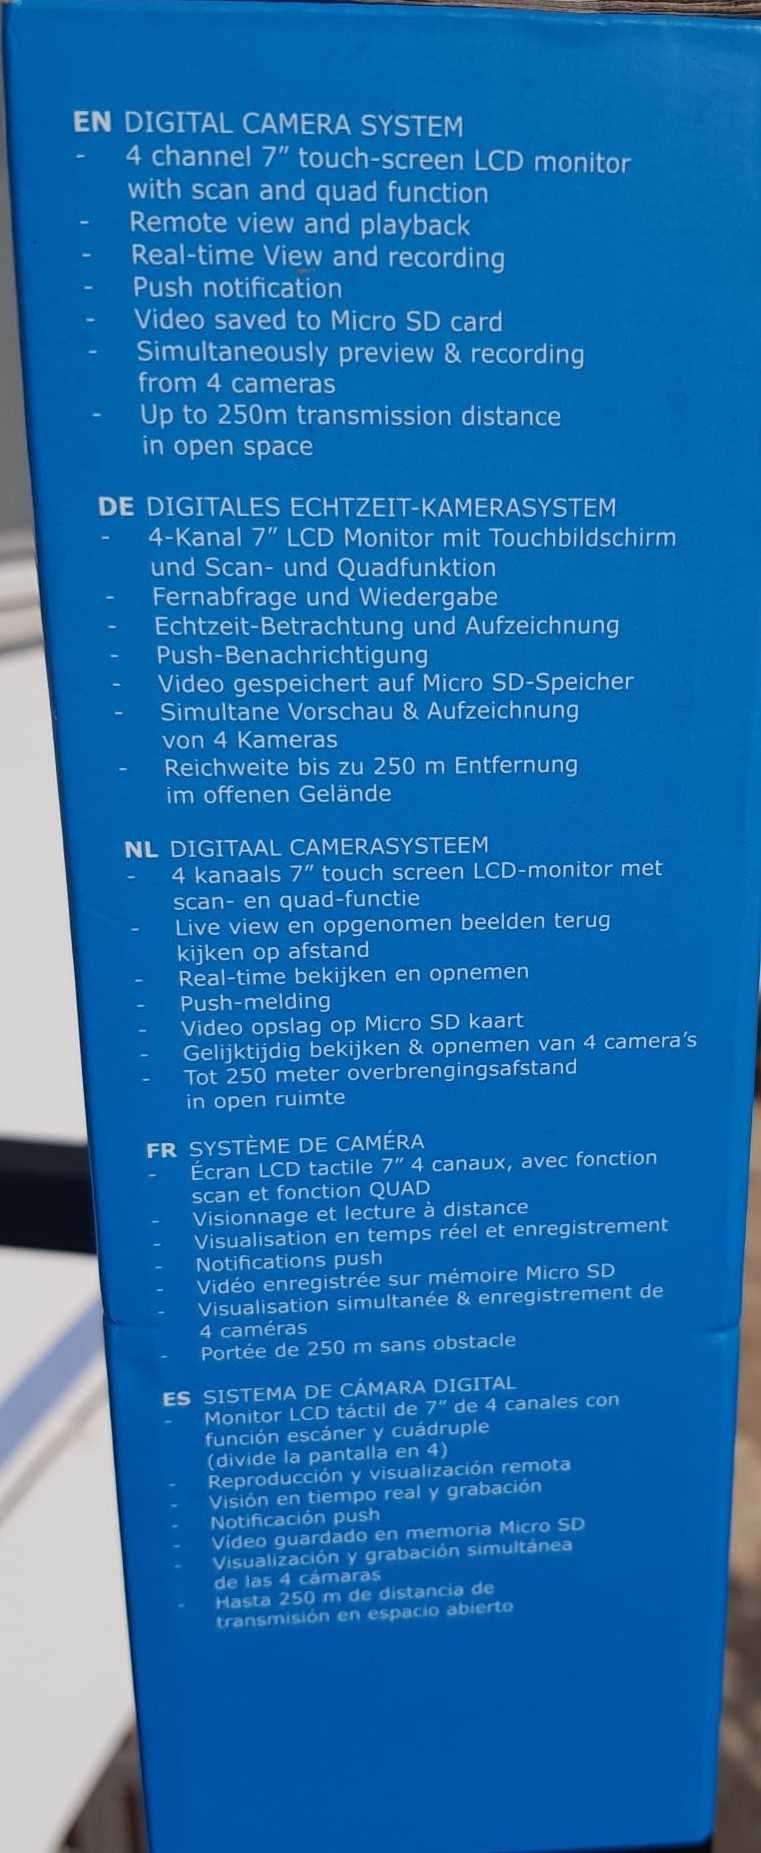 EN DIGITAL CAMERA SYSTEM
- 4 channel 7" touch-screen LCD monitor
with scan and quad function
- Remote view and playback
- Real-time View and recording
- Push notification
- Video saved to Micro SD card
- Simultaneously preview & recording
from 4 cameras
- Up to 250m transmission distance
in open space
DE DIGITALES ECHTZEIT-KAMERASYSTEM
- 4-Kanal 7" LCD Monitor mit Touchbildschirm
und Scan- und Quadfunktion
- Fernabfrage und Wiedergabe
- Echtzeit-Betrachtung und Aufzeichnung
- Push-Benachrichtigung
- Video gespeichert auf Micro SD-Speicher
- Simultane Vorschau & Aufzeichnung
von 4 Kameras
- Reichweite bis zu 250 m Entfernung
im offenen Gelände
NL DIGITAAL CAMERASYSTEEM
- 4 kanaals 7" touch screen LCD-monitor met
scan- en quad-functie
- Live view en opgenomen beelden terug
kijken op afstand
- Real-time bekijken en opnemen
- Push-melding
- Video opslag op Micro SD kaart
- Gelijktijdig bekijken & opnemen van 4 camera's
- Tot 250 meter overbrengingsafstand
in open ruimte
FR SYSTÈME DE CAMÉRA
- Écran LCD tactile 7" 4 canaux, avec fonction
scan et fonction QUAD
- Visionnage et lecture à distance
- Visualisation en temps réel et enregistrement
- Notifications push
- Vidéo enregistrée sur mémoire Micro SD
- Visualisation simultanée & enregistrement de
4 caméras
- Portée de 250 m sans obstacle
ES SISTEMA DE CÁMARA DIGITAL
- Monitor LCD táctil de 7" de 4 canales con
función escáner y cuádruple
(divide la pantalla en 4)
- Reproducción y visualización remota
- Visión en tiempo real y grabación
- Notificación push
- Vídeo guardado en memoria Micro SD
- Visualización y grabación simultánea
de las 4 cámaras
- Hasta 250 m de distancia de
transmisión en espacio abierto